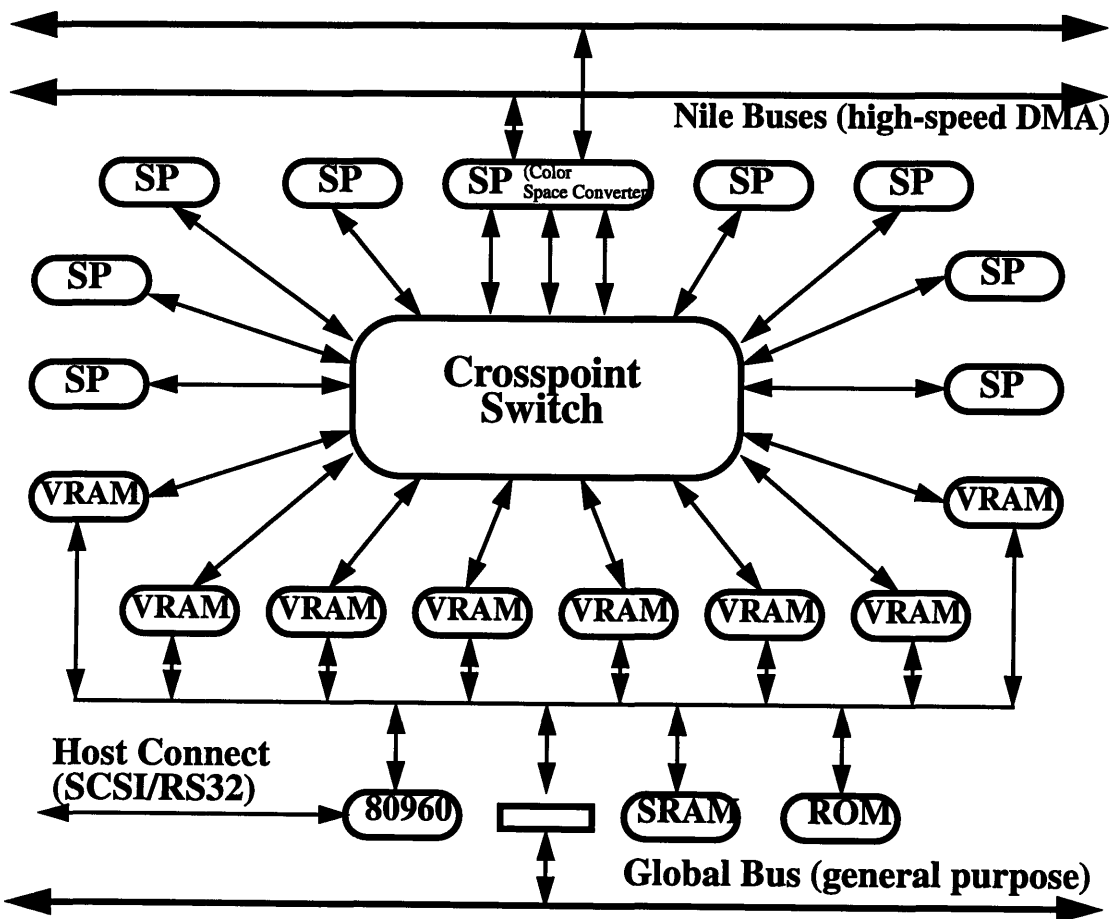 Nile Buses (high-speed DMA)
SP
SP
SP (Color
Space Converter
SP
SP
SP
SP
SP
SP
Crosspoint
Switch
VRAM
VRAM
VRAM
VRAM
VRAM
VRAM
VRAM
VRAM
Host Connect
(SCSI/RS32)
80960
SRAM
ROM
Global Bus (general purpose)